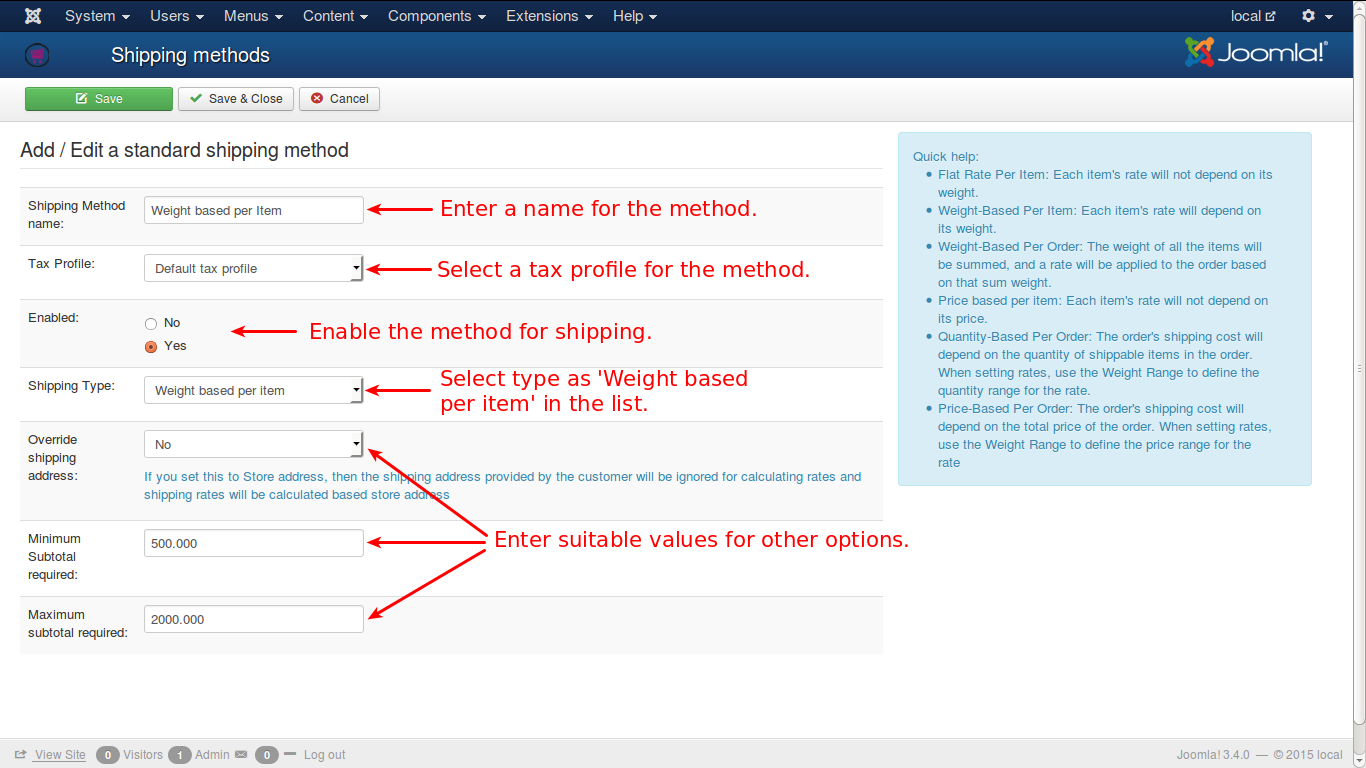 System Users Menus Content Components Extensions Help local
Shipping methods
Joomla!®
Save Save & Close Cancel
Add / Edit a standard shipping method
Shipping Method
name:
Weight based per Item
Enter a name for the method.
Tax Profile:
Default tax profile
Select a tax profile for the method.
Enabled:
No
Yes
Enable the method for shipping.
Shipping Type:
Weight based per item
Select type as 'Weight based
per item' in the list.
Override
shipping
address:
No
If you set this to Store address, then the shipping address provided by the customer will be ignored for calculating rates and
shipping rates will be calculated based store address
Minimum
Subtotal
required:
500.000
Enter suitable values for other options.
Maximum
subtotal required:
2000.000
Quick help:
Flat Rate Per Item: Each item's rate will not depend on its
weight.
Weight-Based Per Item: Each item's rate will depend on
its weight.
Weight-Based Per Order: The weight of all the items will
be summed, and a rate will be applied to the order based
on that sum weight.
Price based per item: Each item's rate will not depend on
its price.
Quantity-Based Per Order: The order's shipping cost will
depend on the quantity of shippable items in the order.
When setting rates, use the Weight Range to define the
quantity range for the rate.
Price-Based Per Order: The order's shipping cost will
depend on the total price of the order. When setting rates,
use the Weight Range to define the price range for the
rate
View Site 0 Visitors 1 Admin 0 Log out
Joomla! 3.4.0 — © 2015 local